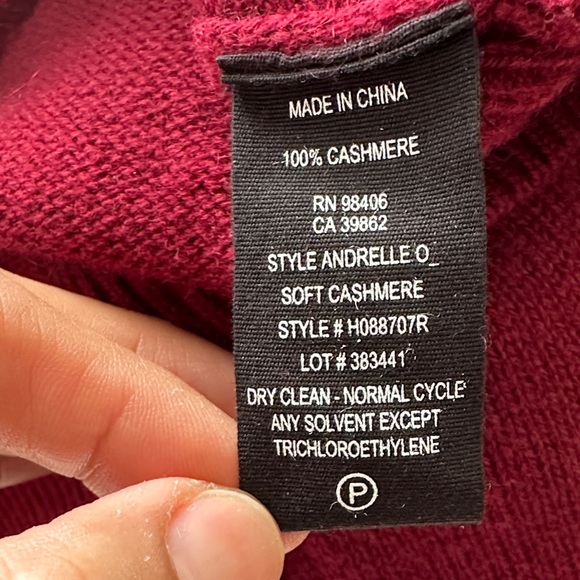 MADE IN CHINA
100% CASHMERE
RN 98406
CA 39862
STYLE ANDRELLE O_
SOFT CASHMERE
STYLE # H088707R
LOT # 383441
DRY CLEAN - NORMAL CYCLE
ANY SOLVENT EXCEPT
TRICHLOROETHYLENE
P